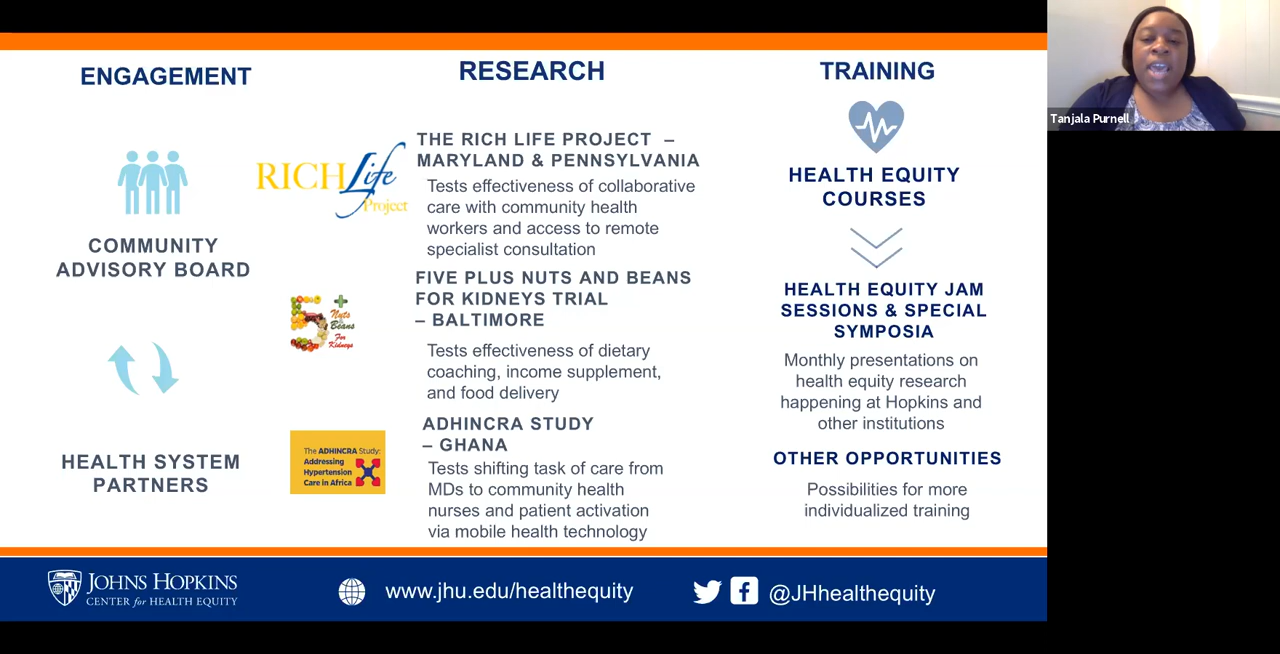 ENGAGEMENT
COMMUNITY
ADVISORY BOARD
HEALTH SYSTEM
PARTNERS
RESEARCH
RICH Life
Project
THE RICH LIFE PROJECT –
MARYLAND & PENNSYLVANIA
Tests effectiveness of collaborative
care with community health
workers and access to remote
specialist consultation
5+
Nuts
&
Beans
For
Kidneys
FIVE PLUS NUTS AND BEANS
FOR KIDNEYS TRIAL
– BALTIMORE
Tests effectiveness of dietary
coaching, income supplement,
and food delivery
The ADHINCRA Study:
Addressing
Hypertension
Care in Africa
ADHINCRA STUDY
– GHANA
Tests shifting task of care from
MDs to community health
nurses and patient activation
via mobile health technology
TRAINING
HEALTH EQUITY
COURSES
HEALTH EQUITY JAM
SESSIONS & SPECIAL
SYMPOSIA
Monthly presentations on
health equity research
happening at Hopkins and
other institutions
OTHER OPPORTUNITIES
Possibilities for more
individualized training
Tanjala Purnell
JOHNS HOPKINS
CENTER for HEALTH EQUITY
www.jhu.edu/healthequity
@JHhealthequity